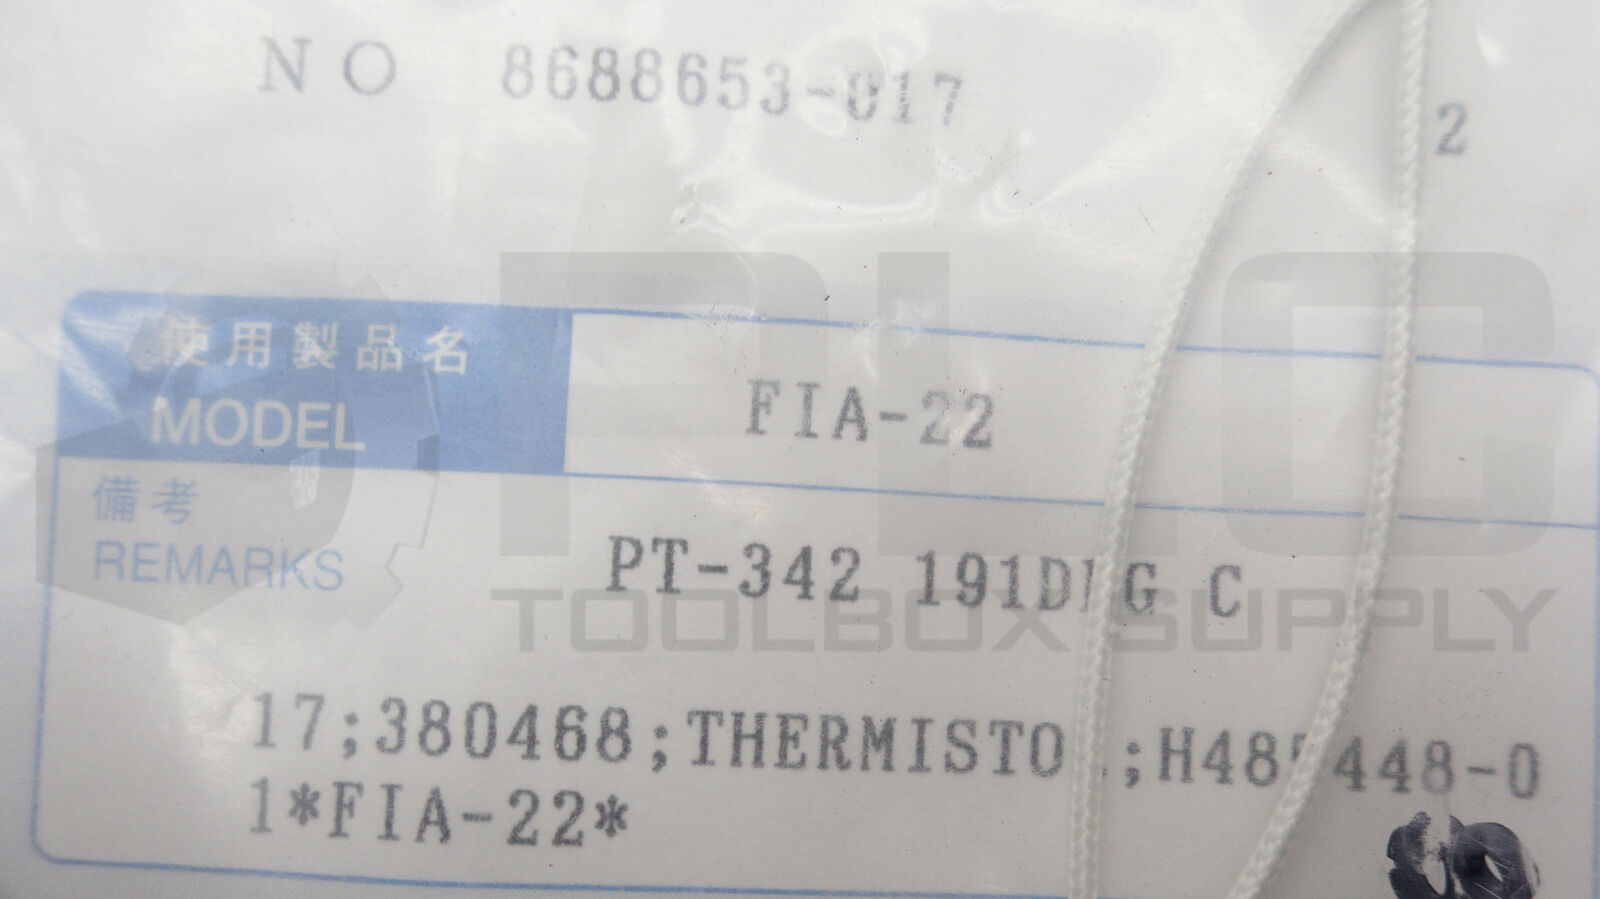 NO 8688653-017
2
使用製品名
MODEL
FIA-22
備考
REMARKS
PT-342 191DEG C
17;380468;THERMISTO
1*FIA-22*
PLC
TOOLBOX SUPPLY